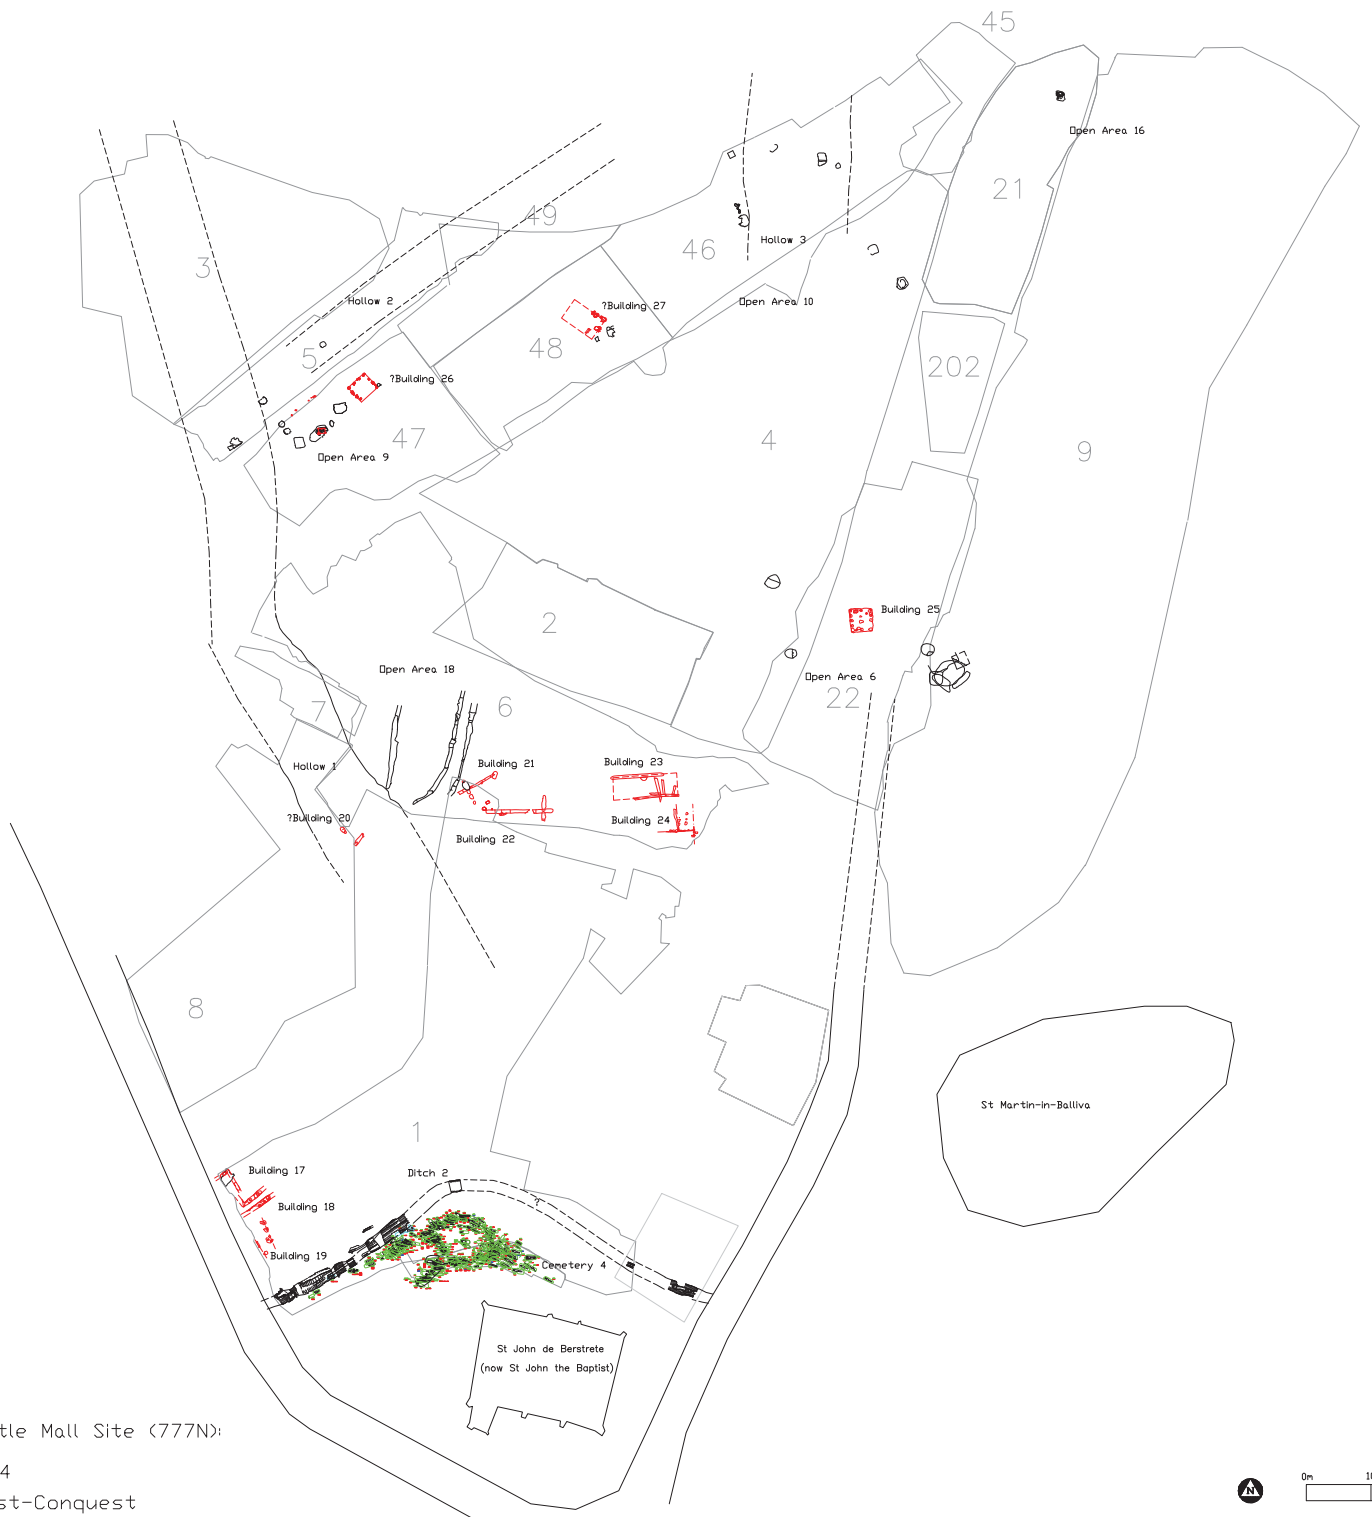 45
Open Area 16
21
49
3
46
Hollow 3
Hollow 2
Open Area 10
?Building 27
48
5
202
?Building 26
47
4
9
Open Area 9
Building 25
2
Open Area 18
Open Area 6
22
7
6
Hollow 1
Building 21
Building 23
?Building 20
Building 24
Building 22
8
St Martin-in-Balliva
1
Building 17
Ditch 2
Building 18
Building 19
Cemetery 4
St John de Berstrete
(now St John the Baptist)
tle Mall Site (777N):
4
st-Conquest
N
0m
10